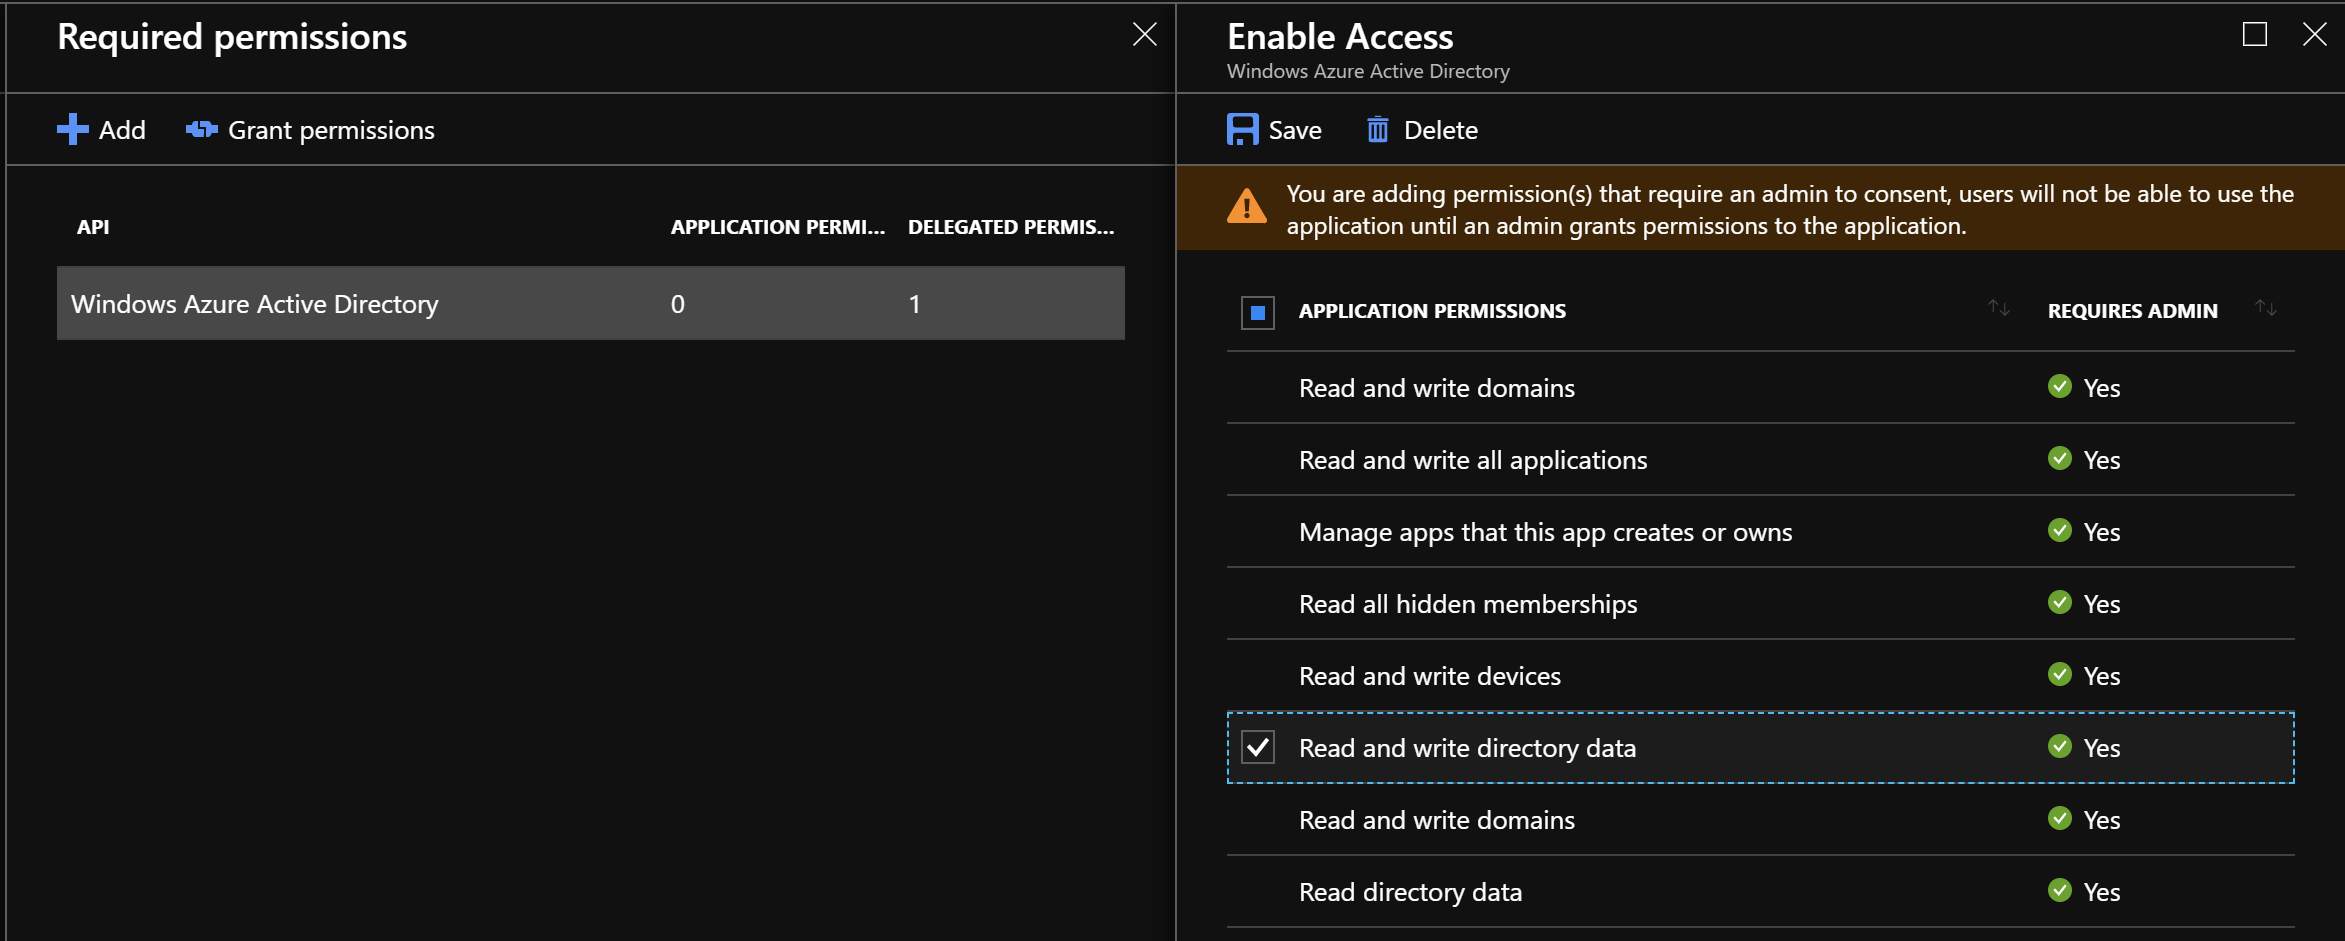 Required permissions
Add
Grant permissions
API
APPLICATION PERMI...
DELEGATED PERMIS...
Windows Azure Active Directory
0
1
Enable Access
Windows Azure Active Directory
Save
Delete
You are adding permission(s) that require an admin to consent, users will not be able to use the
application until an admin grants permissions to the application.
APPLICATION PERMISSIONS
REQUIRES ADMIN
Read and write domains
Yes
Read and write all applications
Yes
Manage apps that this app creates or owns
Yes
Read all hidden memberships
Yes
Read and write devices
Yes
Read and write directory data
Yes
Read and write domains
Yes
Read directory data
Yes